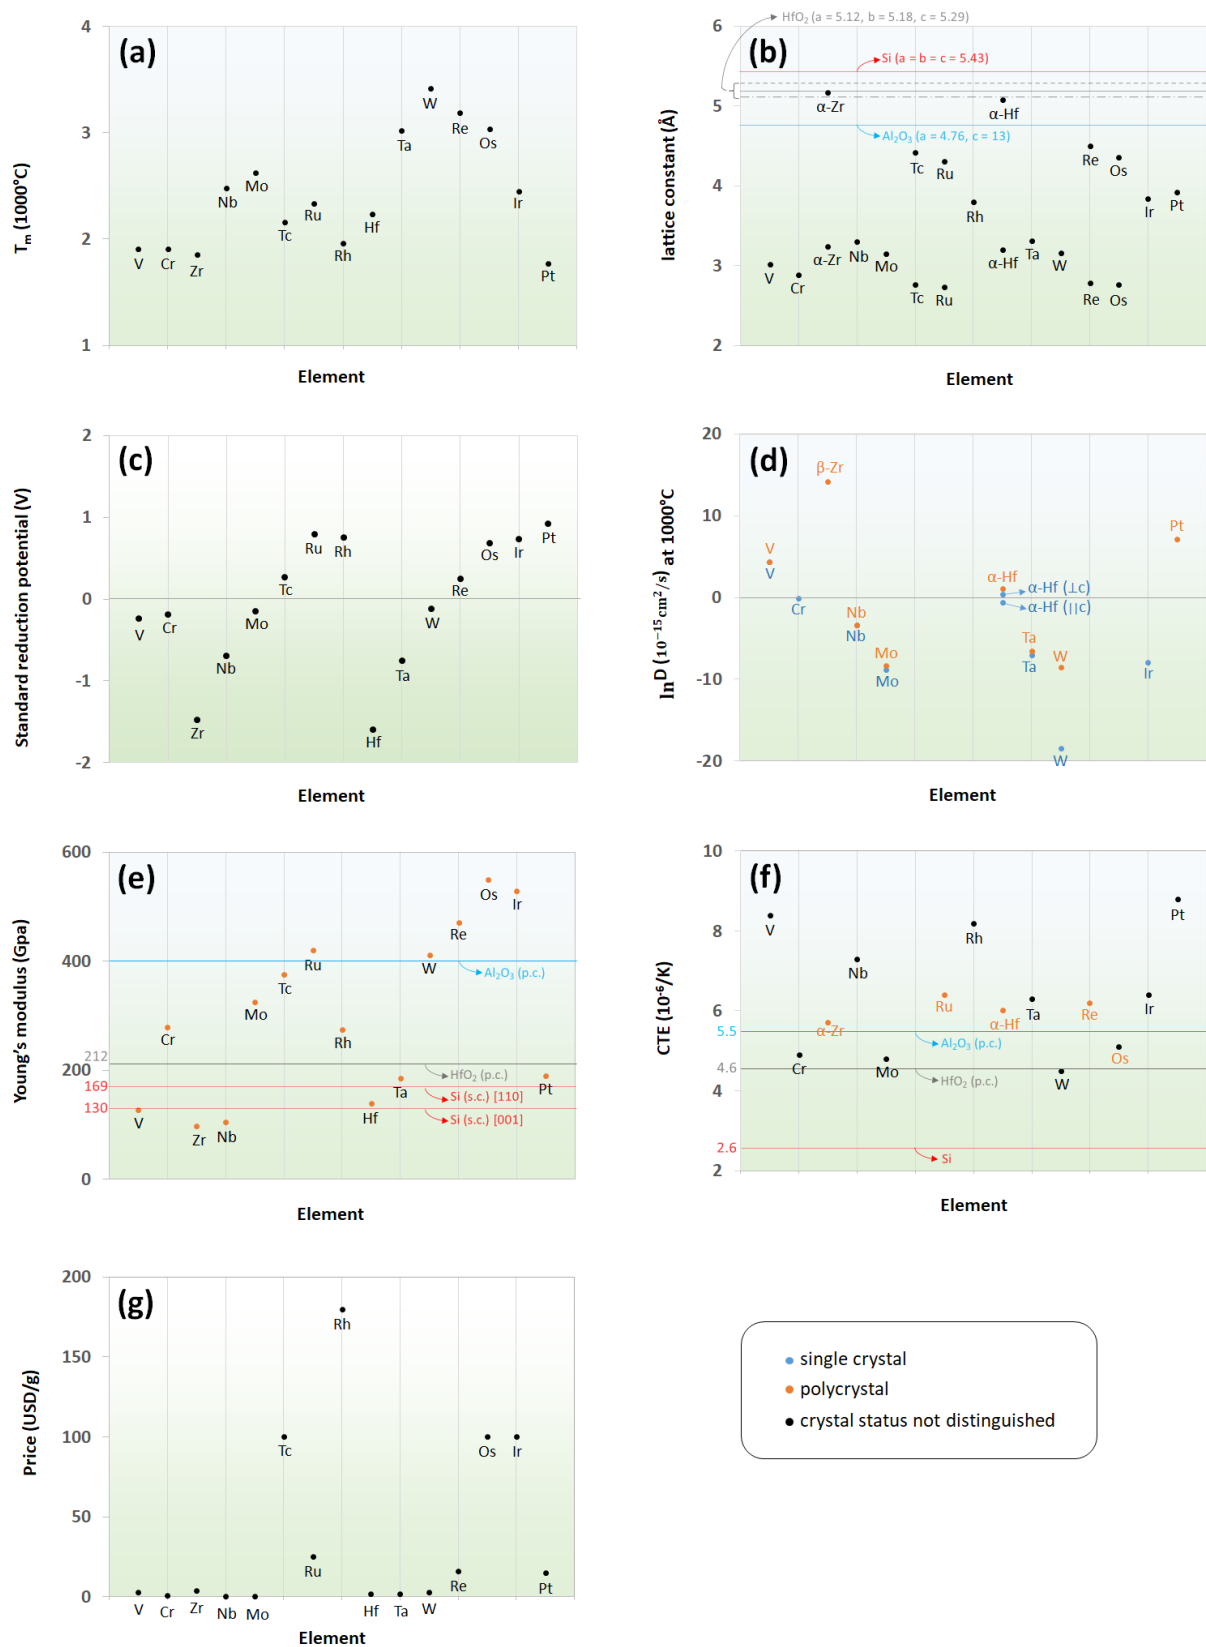 (a)
4
3
2
1
T_m (1000°C)
V
Cr
Zr
Nb
Mo
Tc
Ru
Rh
Hf
Ta
W
Re
Os
Ir
Pt
Element
(b)
HfO₂ (a = 5.12, b = 5.18, c = 5.29)
Si (a = b = c = 5.43)
Al₂O₃ (a = 4.76, c = 13)
6
5
4
3
2
lattice constant (Å)
α-Zr
α-Hf
Tc
Ru
Rh
Re
Os
Ir
Pt
V
Cr
α-Zr
Nb
Mo
Tc
Ru
α-Hf
Ta
W
Re
Os
Element
(c)
2
1
0
-1
-2
Standard reduction potential (V)
V
Cr
Zr
Nb
Mo
Tc
Ru
Rh
Hf
Ta
W
Re
Os
Ir
Pt
Element
(d)
20
10
0
-10
-20
lnD (10⁻¹⁵cm²/s) at 1000°C
V
V
Cr
β-Zr
Nb
Nb
Mo
Mo
α-Hf
α-Hf (⊥c)
α-Hf (||c)
Ta
Ta
W
W
Ir
Pt
Element
(e)
600
400
212
200
169
130
0
Young's modulus (Gpa)
V
Cr
Zr
Nb
Mo
Tc
Ru
Rh
Hf
Ta
W
Re
Os
Ir
Pt
Al₂O₃ (p.c.)
HfO₂ (p.c.)
Si (s.c.) [110]
Si (s.c.) [001]
Element
(f)
10
8
6
5.5
4.6
4
2.6
2
CTE (10⁻⁶/K)
V
Cr
α-Zr
Nb
Mo
Ru
Rh
α-Hf
Ta
W
Re
Os
Ir
Pt
Al₂O₃ (p.c.)
HfO₂ (p.c.)
Si
Element
(g)
200
150
100
50
0
Price (USD/g)
V
Cr
Zr
Nb
Mo
Tc
Ru
Rh
Hf
Ta
W
Re
Os
Ir
Pt
Element
single crystal
polycrystal
crystal status not distinguished